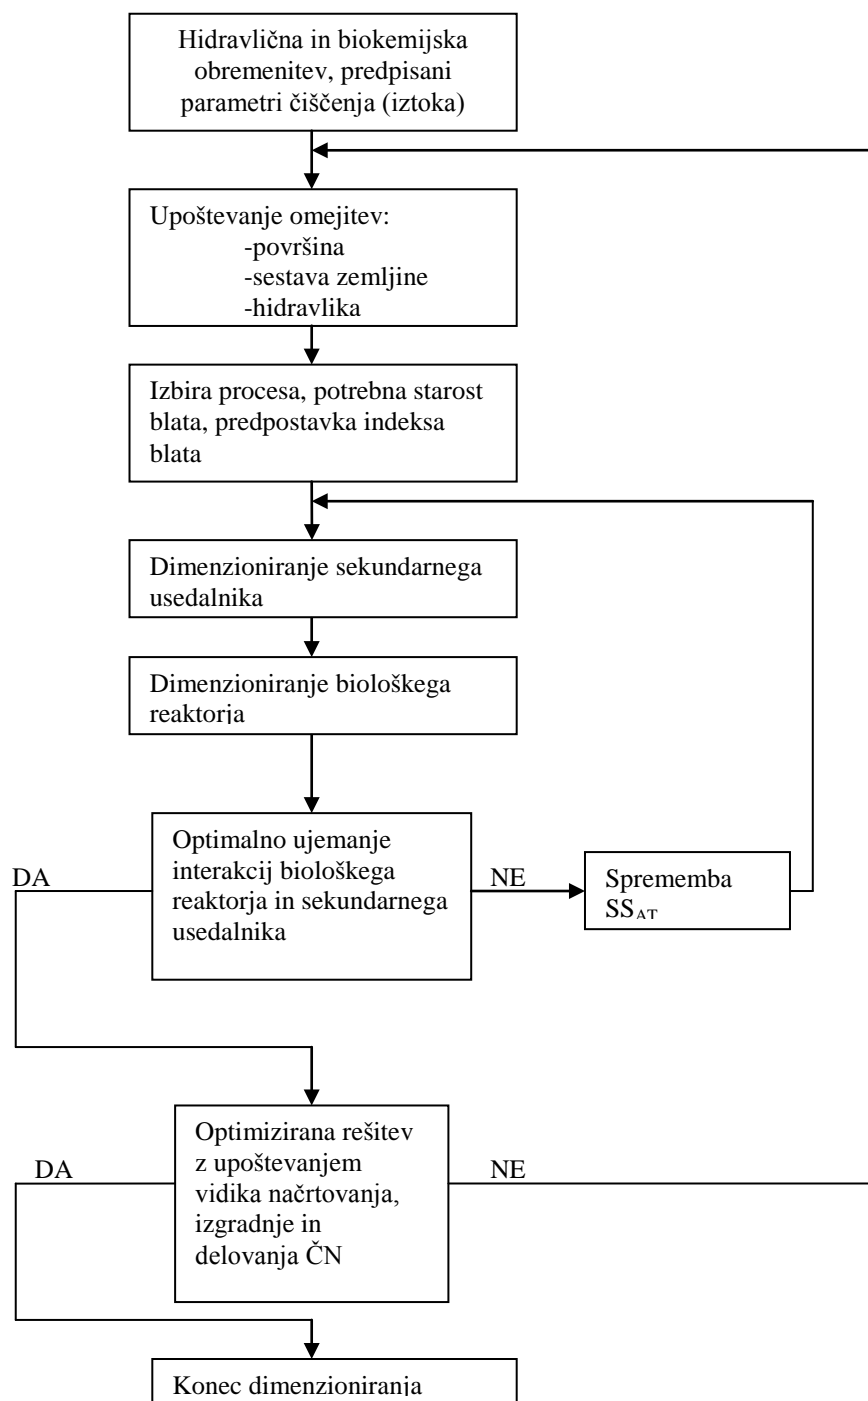 Hidravlična in biokemijska
obremenitev, predpisani
parametri čiščenja (iztoka)
Upoštevanje omejitev:
-površina
-sestava zemljine
-hidravlika
Izbira procesa, potrebna starost
blata, predpostavka indeksa
blata
Dimenzioniranje sekundarnega
usedalnika
Dimenzioniranje biološkega
reaktorja
Optimalno ujemanje
interakcij biološkega
reaktorja in sekundarnega
usedalnika
DA
NE
Sprememba
SS_AT
Optimizirana rešitev
z upoštevanjem
vidika načrtovanja,
izgradnje in
delovanja ČN
DA
NE
Konec dimenzioniranja